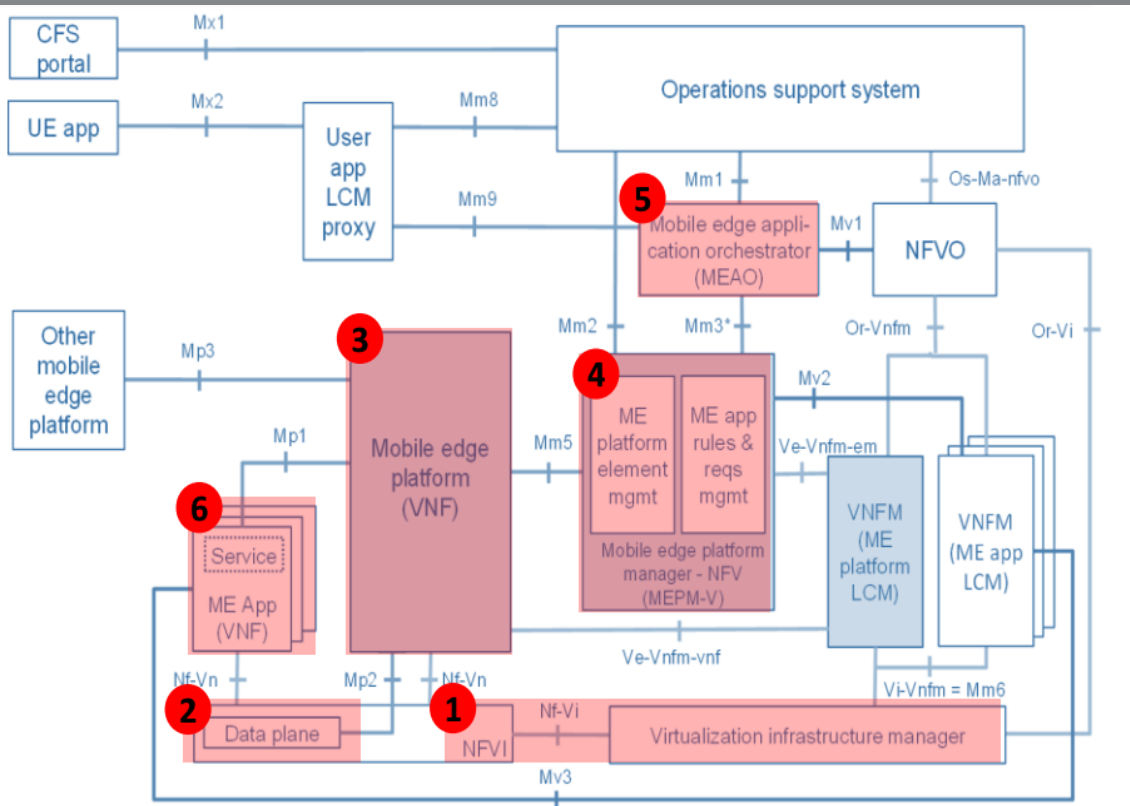 CFS
portal
Mx1
Operations support system
UE app
Mx2
User
app
LCM
proxy
Mm8
Mm9
Mm1
Os-Ma-nfvo
5
Mobile edge appli-
cation orchestrator
(MEAO)
Mv1
NFVO
Other
mobile
edge
platform
Mp3
3
Mobile edge
platform
(VNF)
Mm2
Mm3*
Or-Vnfm
Or-Vi
4
ME
platform
element
mgmt
ME app
rules &
reqs
mgmt
Mobile edge platform
manager - NFV
(MEPM-V)
Mv2
Mp1
Mm5
Ve-Vnfm-em
VNFM
(ME
platform
LCM)
VNFM
(ME app
LCM)
6
Service
ME App
(VNF)
Ve-Vnfm-vnf
Nf-Vn
Mp2
Nf-Vn
Vi-Vnfm = Mm6
2
Data plane
1
NFVI
Nf-Vi
Virtualization infrastructure manager
Mv3